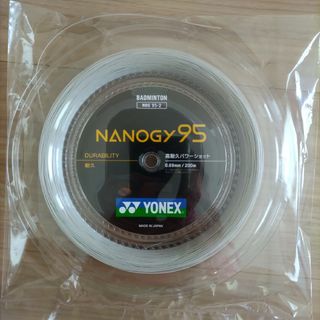 BADMINTON
NBG 95-2
NANOGY95
DURABILITY
耐久
高耐久パワーショット
0.69mm / 200m
YONEX
MADE IN JAPAN